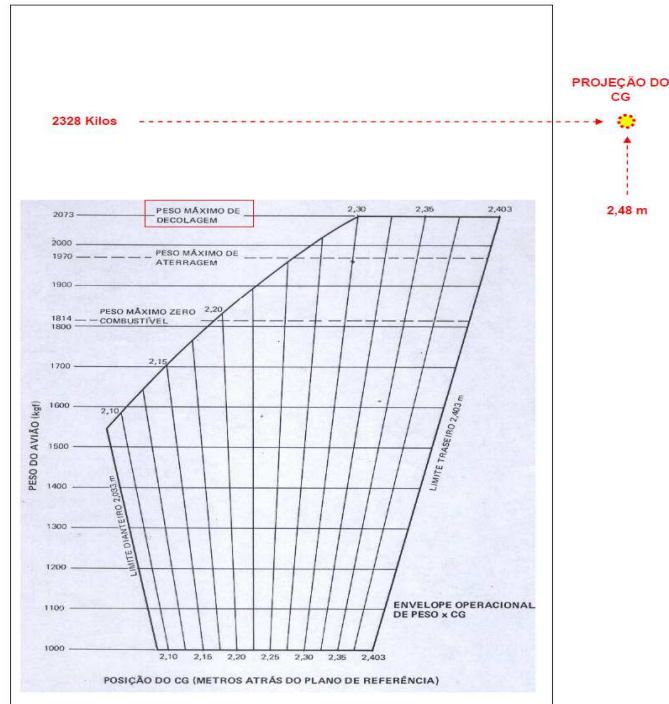 PROJEÇÃO DO
CG
2328 Kilos
2,48 m
2073
PESO MÁXIMO DE
DECOLAGEM
2,30
2,35
2,403
2000
1970
PESO MÁXIMO DE
ATERRAGEM
1900
1814
PESO MÁXIMO ZERO
COMBUSTÍVEL
2,20
1800
1700
2,15
1600
2,10
1500
1400
1300
1200
1100
1000
PESO DO AVIÃO (kgf)
LIMITE DIANTEIRO 2,083 m
LIMITE TRASEIRO 2,403 m
ENVELOPE OPERACIONAL
DE PESO x CG
2,10 2,15 2,20 2,25 2,30 2,35 2,403
POSIÇÃO DO CG (METROS ATRÁS DO PLANO DE REFERÊNCIA)